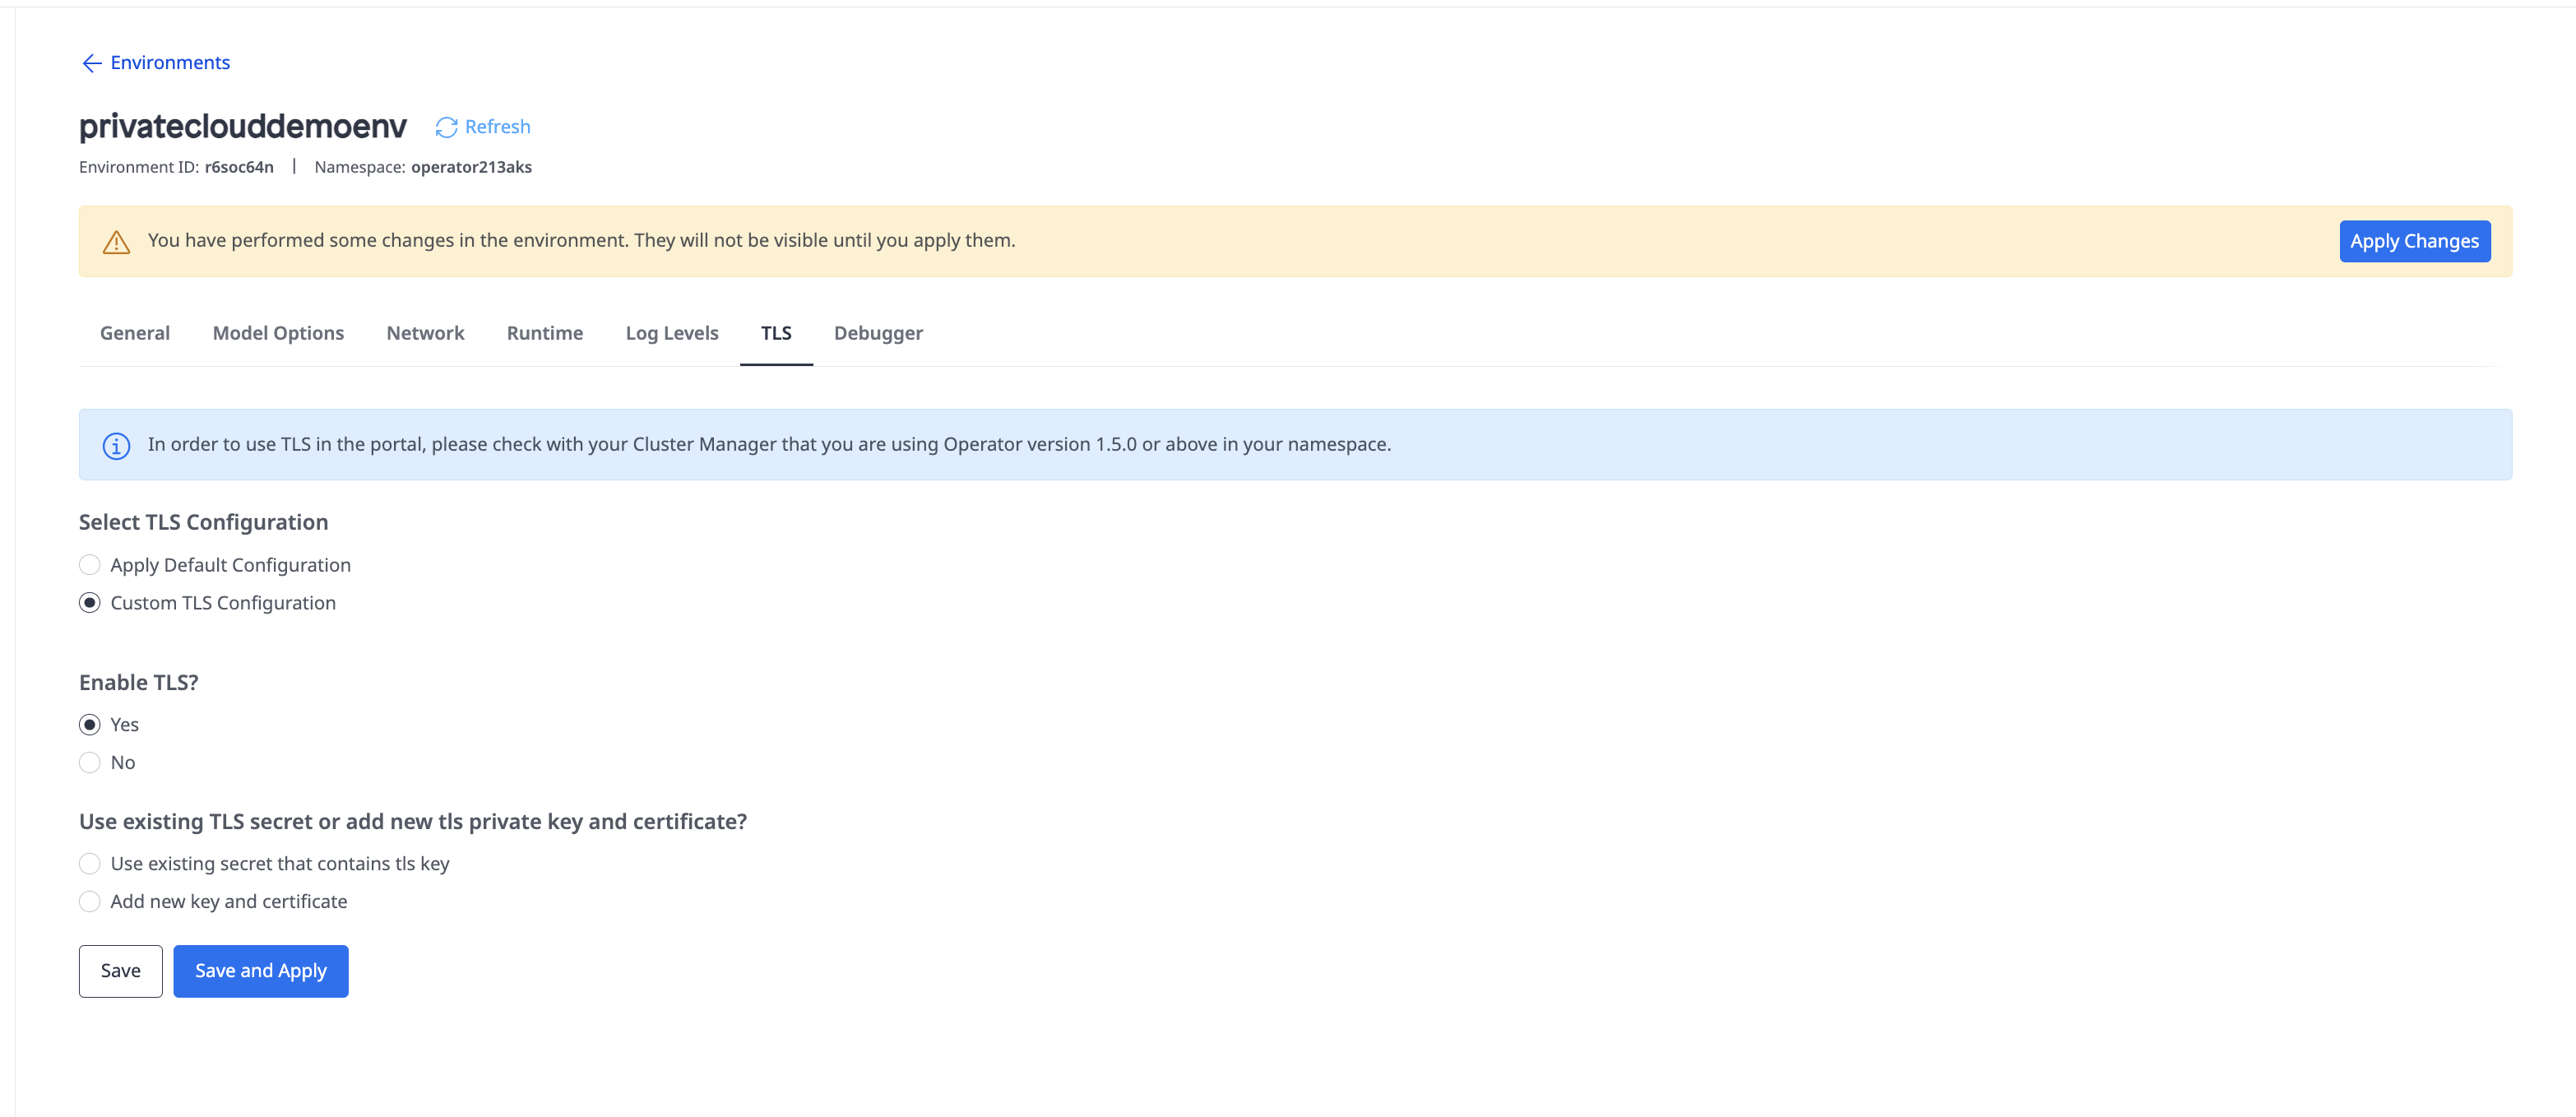 Environments
privateclouddemoenv Refresh
Environment ID: r6soc64n | Namespace: operator213aks
You have performed some changes in the environment. They will not be visible until you apply them. Apply Changes
General Model Options Network Runtime Log Levels TLS Debugger
In order to use TLS in the portal, please check with your Cluster Manager that you are using Operator version 1.5.0 or above in your namespace.
Select TLS Configuration
Apply Default Configuration
Custom TLS Configuration
Enable TLS?
Yes
No
Use existing TLS secret or add new tls private key and certificate?
Use existing secret that contains tls key
Add new key and certificate
Save Save and Apply